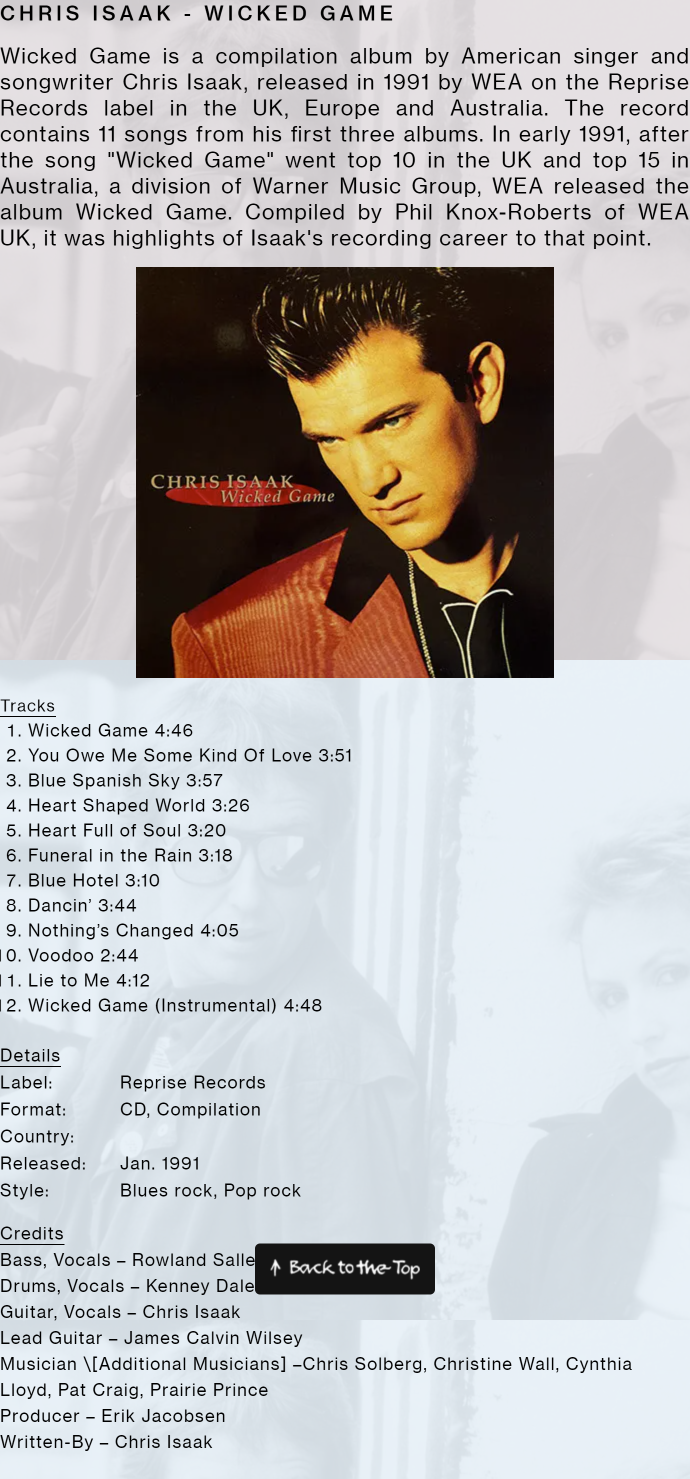 CHRIS ISAAK - WICKED GAME
Wicked Game is a compilation album by American singer and
songwriter Chris Isaak, released in 1991 by WEA on the Reprise
Records label in the UK, Europe and Australia. The record
contains 11 songs from his first three albums. In early 1991, after
the song "Wicked Game" went top 10 in the UK and top 15 in
Australia, a division of Warner Music Group, WEA released the
album Wicked Game. Compiled by Phil Knox-Roberts of WEA
UK, it was highlights of Isaak's recording career to that point.
CHRIS ISAAK
Wicked Game
Tracks
1. Wicked Game 4:46
2. You Owe Me Some Kind Of Love 3:51
3. Blue Spanish Sky 3:57
4. Heart Shaped World 3:26
5. Heart Full of Soul 3:20
6. Funeral in the Rain 3:18
7. Blue Hotel 3:10
8. Dancin’ 3:44
9. Nothing’s Changed 4:05
10. Voodoo 2:44
11. Lie to Me 4:12
12. Wicked Game (Instrumental) 4:48
Details
Label: Reprise Records
Format: CD, Compilation
Country:
Released: Jan. 1991
Style: Blues rock, Pop rock
Credits
Bass, Vocals – Rowland Salle
↑ Back to the Top
Drums, Vocals – Kenney Dale
Guitar, Vocals – Chris Isaak
Lead Guitar – James Calvin Wilsey
Musician \[Additional Musicians] –Chris Solberg, Christine Wall, Cynthia
Lloyd, Pat Craig, Prairie Prince
Producer – Erik Jacobsen
Written-By – Chris Isaak